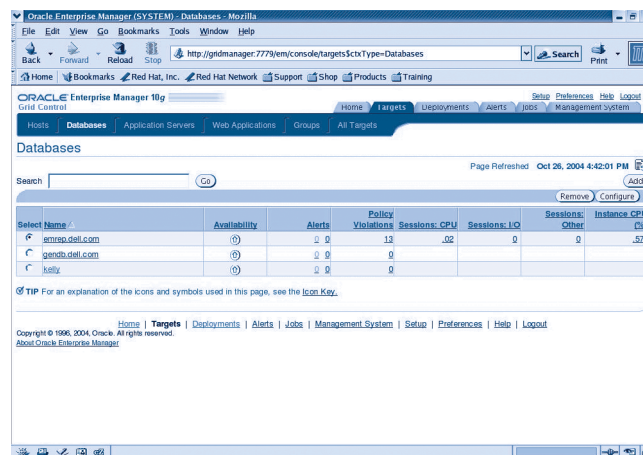 Oracle Enterprise Manager (SYSTEM) - Databases - Mozilla
File Edit View Go Bookmarks Tools Window Help
Back Forward Reload Stop http://gridmanager:7779/em/console/targets$ctxType=Databases Search Print
Home Bookmarks Red Hat, Inc. Red Hat Network Support Shop Products Training
ORACLE Enterprise Manager 10g
Grid Control
Setup Preferences Help Logout
Home Targets Deployments Alerts Jobs Management System
Hosts Databases Application Servers Web Applications Groups All Targets
Databases
Page Refreshed Oct 26, 2004 4:42:01 PM
Search Go
Add
Remove Configure
Select Name Availability Alerts Policy Violations Sessions: CPU Sessions: I/O Sessions: Other Instance CPU (%
emrep.dell.com 0 0 13 .02 0 0 .57
gendb.dell.com 0 0 0
kelly 0 0 0
TIP For an explanation of the icons and symbols used in this page, see the Icon Key.
Home | Targets | Deployments | Alerts | Jobs | Management System | Setup | Preferences | Help | Logout
Copyright © 1996, 2004, Oracle. All rights reserved.
About Oracle Enterprise Manager